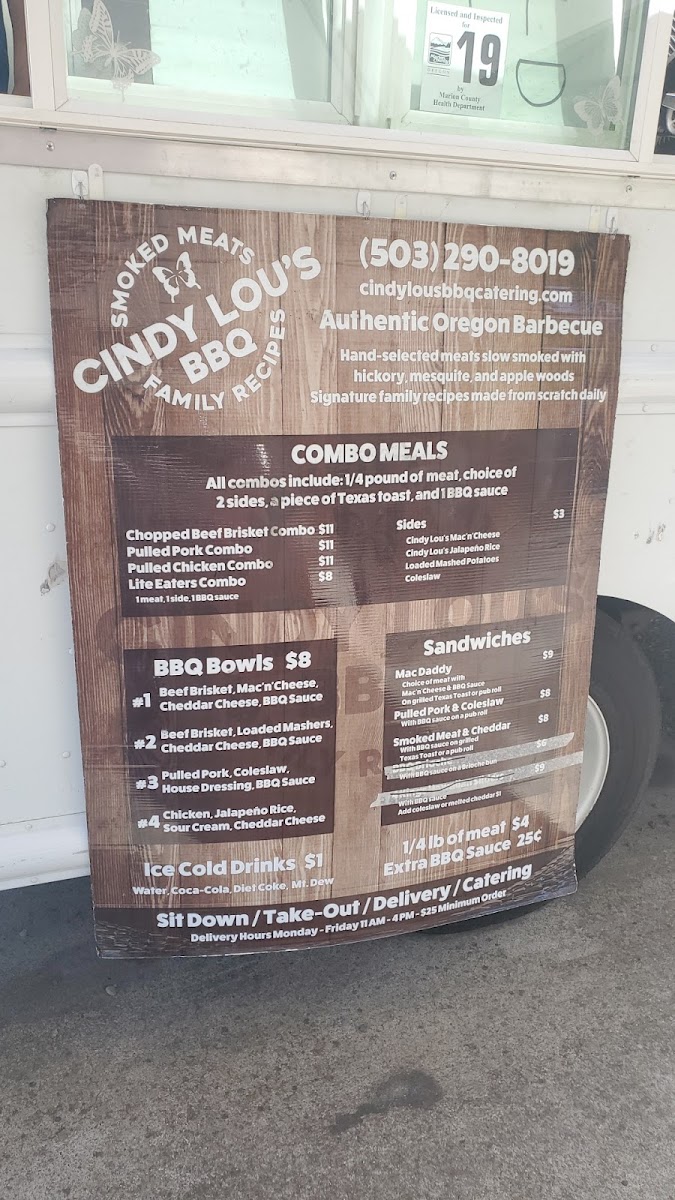 Licensed and Inspected
for
19
OREGON
by
Marion County
Health Department
SMOKED MEATS
CINDY LOU'S
BBQ
FAMILY RECIPES
(503) 290-8019
cindylousbbqcatering.com
Authentic Oregon Barbecue
Hand-selected meats slow smoked with
hickory, mesquite, and apple woods
Signature family recipes made from scratch daily
COMBO MEALS
All combos include: 1/4 pound of meat, choice of
2 sides, a piece of Texas toast, and 1 BBQ sauce
Chopped Beef Brisket Combo $11
Pulled Pork Combo $11
Pulled Chicken Combo $11
Lite Eaters Combo $8
1 meat, 1 side, 1 BBQ sauce
Sides $3
Cindy Lou's Mac'n'Cheese
Cindy Lou's Jalapeño Rice
Loaded Mashed Potatoes
Coleslaw
BBQ Bowls $8
#1 Beef Brisket, Mac'n'Cheese,
Cheddar Cheese, BBQ Sauce
#2 Beef Brisket, Loaded Mashers,
Cheddar Cheese, BBQ Sauce
#3 Pulled Pork, Coleslaw,
House Dressing, BBQ Sauce
#4 Chicken, Jalapeño Rice,
Sour Cream, Cheddar Cheese
Sandwiches
Mac Daddy $9
Choice of meat with
Mac'n Cheese & BBQ Sauce
On grilled Texas Toast or pub roll
Pulled Pork & Coleslaw $8
With BBQ sauce on a pub roll
Smoked Meat & Cheddar $8
With BBQ sauce on grilled
Texas Toast or a pub roll
$6
With BBQ sauce on a Brioche bun
$9
With BBQ sauce
Add coleslaw or melted cheddar $1
1/4 lb of meat $4
Extra BBQ Sauce 25¢
Ice Cold Drinks $1
Water, Coca-Cola, Diet Coke, Mt. Dew
Sit Down / Take-Out / Delivery / Catering
Delivery Hours Monday - Friday 11 AM - 4 PM - $25 Minimum Order